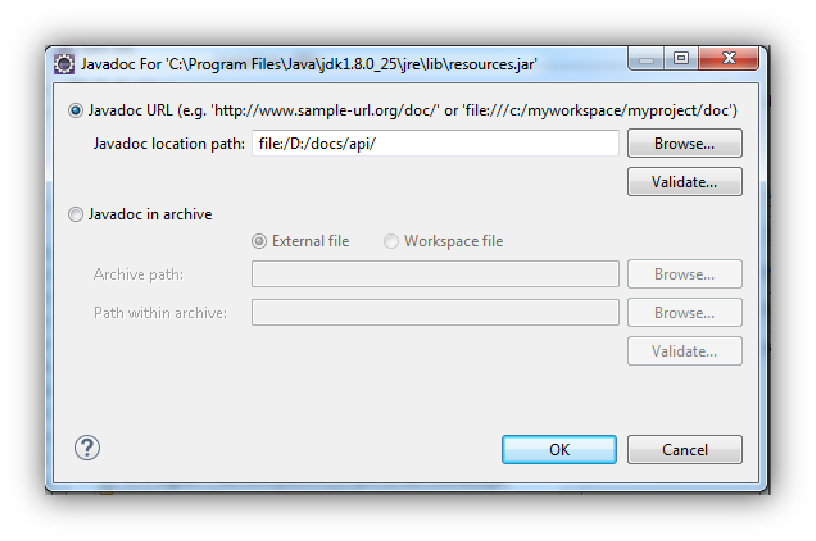 Javadoc For 'C:\Program Files\Java\jdk1.8.0_25\jre\lib\resources.jar'
Javadoc URL (e.g. 'http://www.sample-url.org/doc/' or 'file:///c:/myworkspace/myproject/doc')
Javadoc location path: file:/D:/docs/api/ Browse...
Validate...
Javadoc in archive
External file Workspace file
Archive path: Browse...
Path within archive: Browse...
Validate...
? OK Cancel